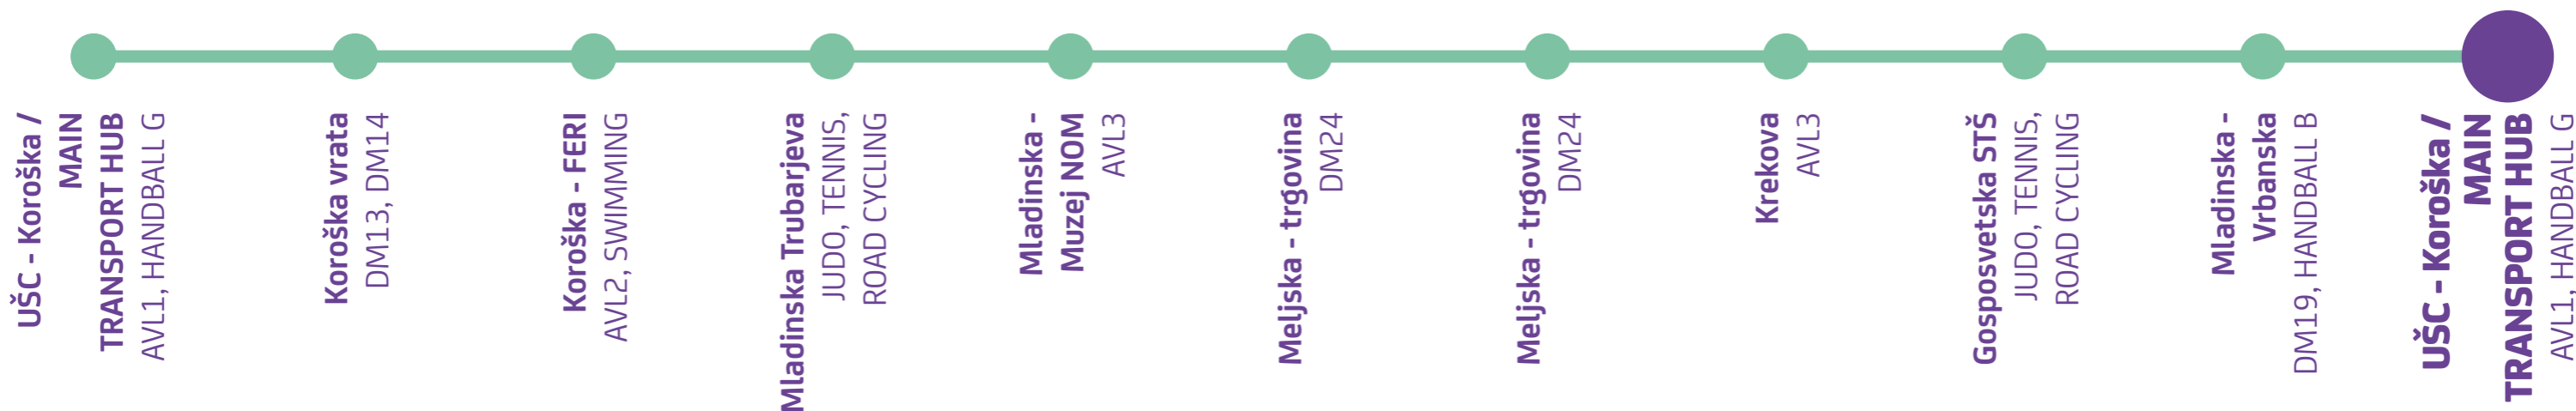 UŠC - Koroška /
MAIN
TRANSPORT HUB
AVL1, HANDBALL G
Koroška vrata
DM13, DM14
Koroška - FERI
AVL2, SWIMMING
Mladinska Trubarjeva
JUDO, TENNIS,
ROAD CYCLING
Mladinska -
Muzej NOM
AVL3
Meljska - trgovina
DM24
Meljska - trgovina
DM24
Krekova
AVL3
Gosposvetska STŠ
JUDO, TENNIS,
ROAD CYCLING
Mladinska -
Vrbanska
DM19, HANDBALL B
UŠC - Koroška /
MAIN
TRANSPORT HUB
AVL1, HANDBALL G